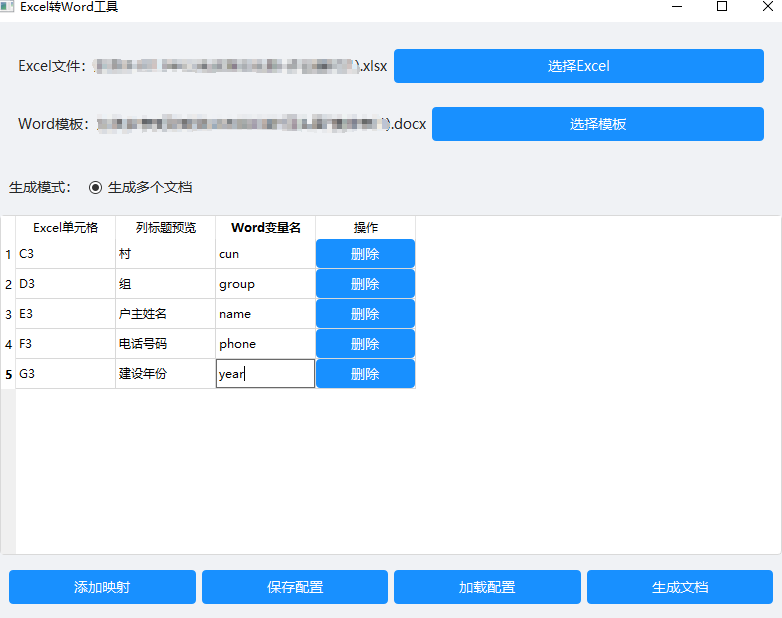 Excel转Word工具
Excel文件: ).xlsx 选择Excel
Word模板: ).docx 选择模板
生成模式: 生成多个文档
Excel单元格 列标题预览 Word变量名 操作
1 C3 村 cun 删除
2 D3 组 group 删除
3 E3 户主姓名 name 删除
4 F3 电话号码 phone 删除
5 G3 建设年份 year 删除
添加映射 保存配置 加载配置 生成文档